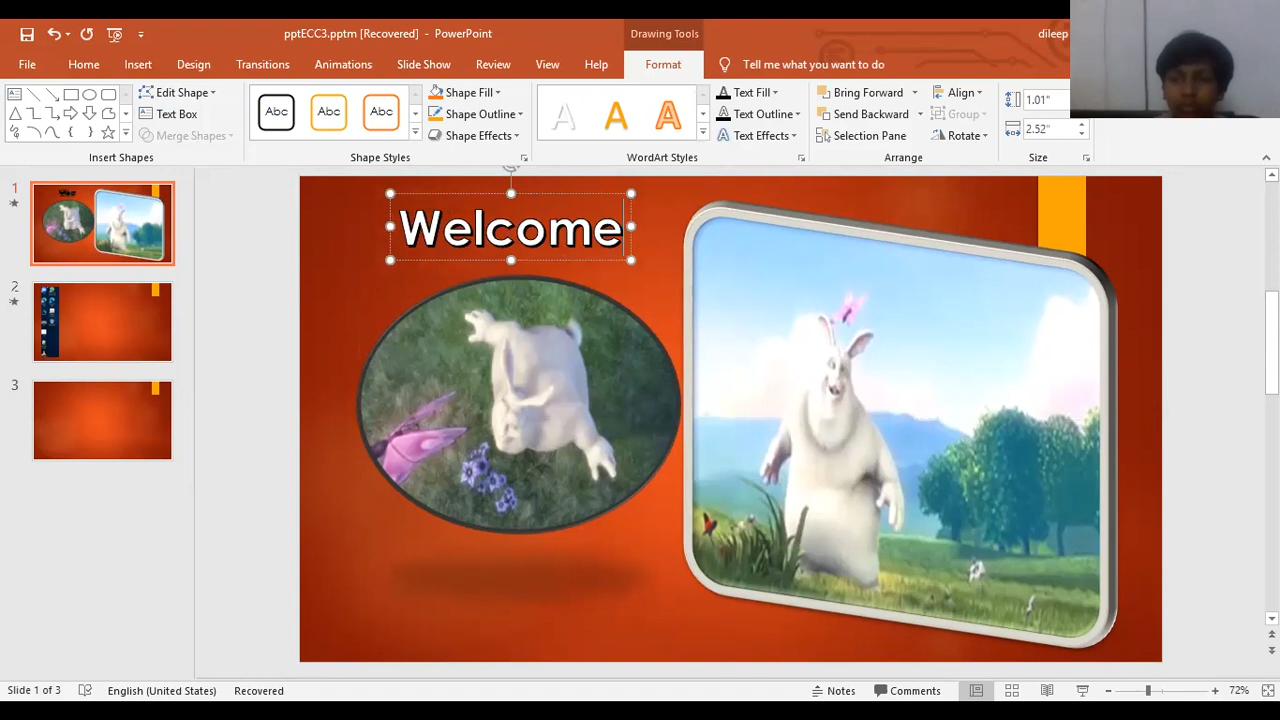 pptECC3.pptm [Recovered] - PowerPoint
Drawing Tools
dileep
File Home Insert Design Transitions Animations Slide Show Review View Help Format Tell me what you want to do
Edit Shape
Text Box
Merge Shapes
Insert Shapes
Abc Abc Abc
Shape Fill
Shape Outline
Shape Effects
Shape Styles
A A A
Text Fill
Text Outline
Text Effects
WordArt Styles
Bring Forward
Send Backward
Selection Pane
Align
Group
Rotate
Arrange
1.01"
2.52"
Size
1
2
3
Welcome
Slide 1 of 3 English (United States) Recovered Notes Comments 72%